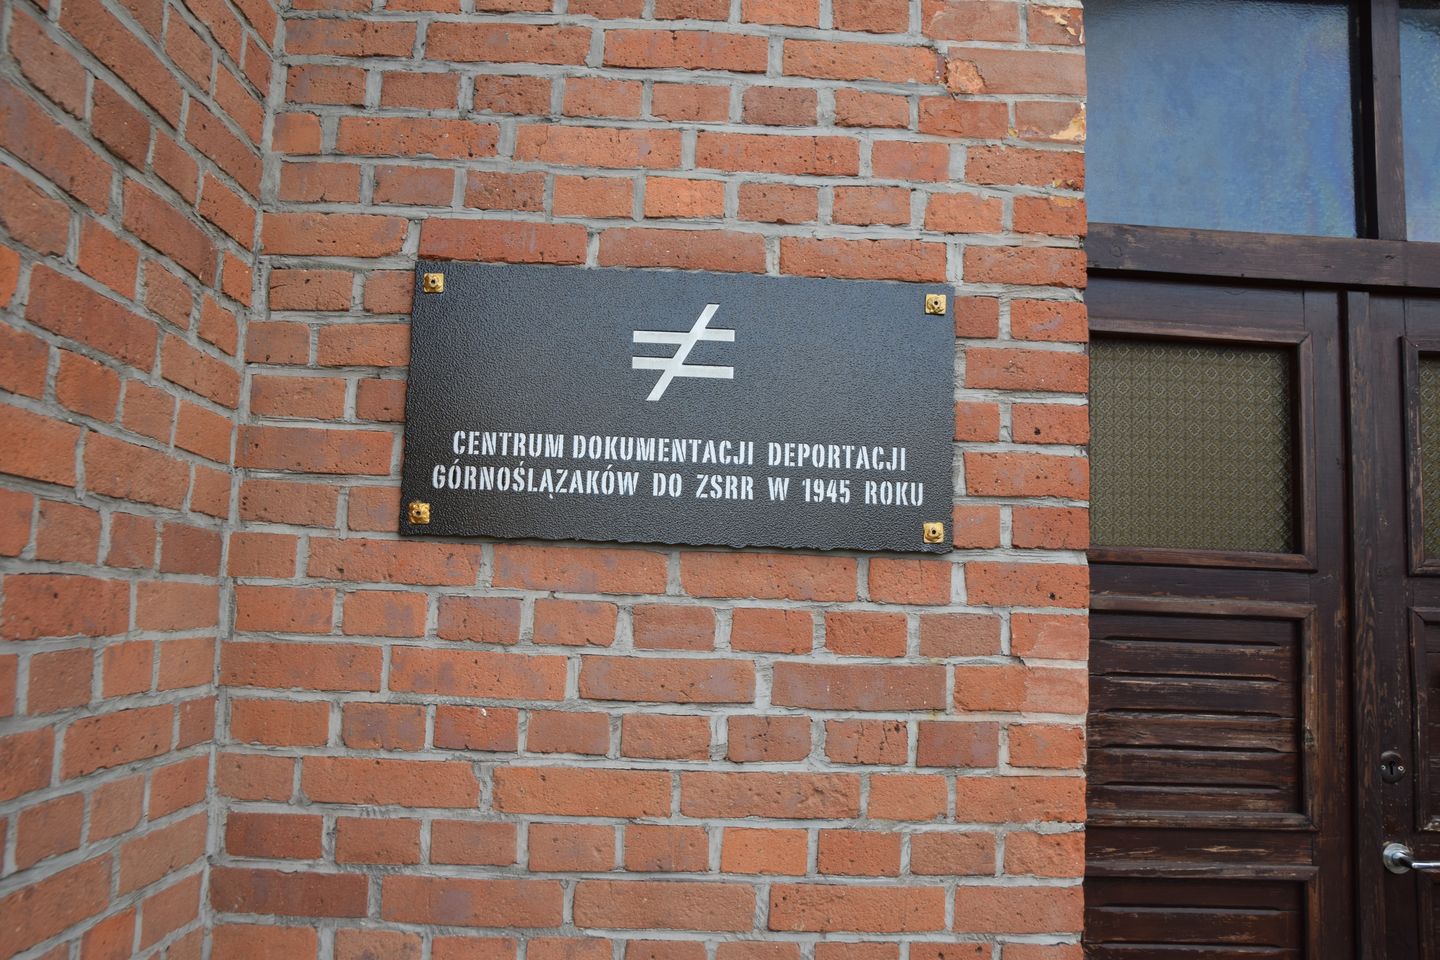 CENTRUM DOKUMENTACJI DEPORTACJI
GÓRNOŚLĄZAKÓW DO ZSRR W 1945 ROKU